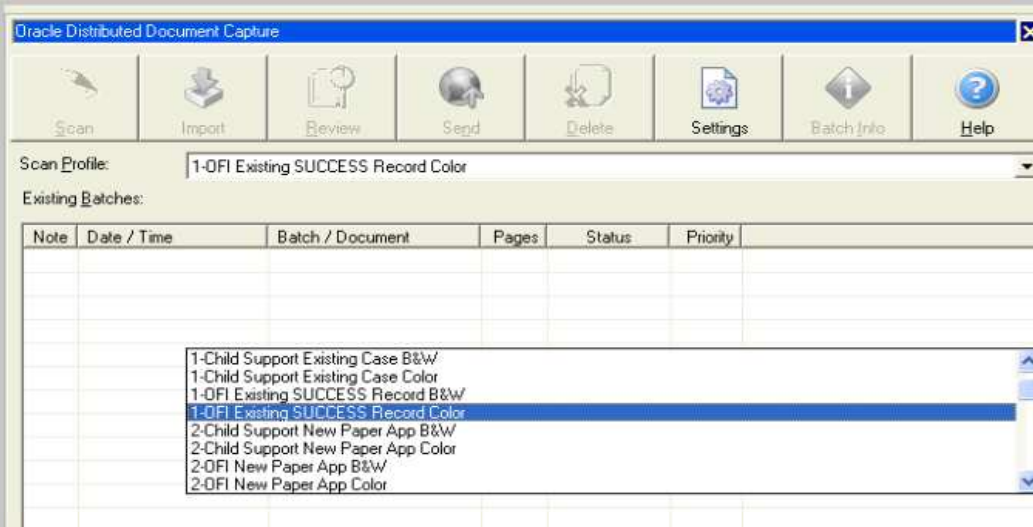 Oracle Distributed Document Capture
Scan Import Review Send Delete Settings Batch Info Help
Scan Profile: 1-OFI Existing SUCCESS Record Color
Existing Batches:
Note Date / Time Batch / Document Pages Status Priority
1-Child Support Existing Case B&W
1-Child Support Existing Case Color
1-OFI Existing SUCCESS Record B&W
1-OFI Existing SUCCESS Record Color
2-Child Support New Paper App B&W
2-Child Support New Paper App Color
2-OFI New Paper App B&W
2-OFI New Paper App Color